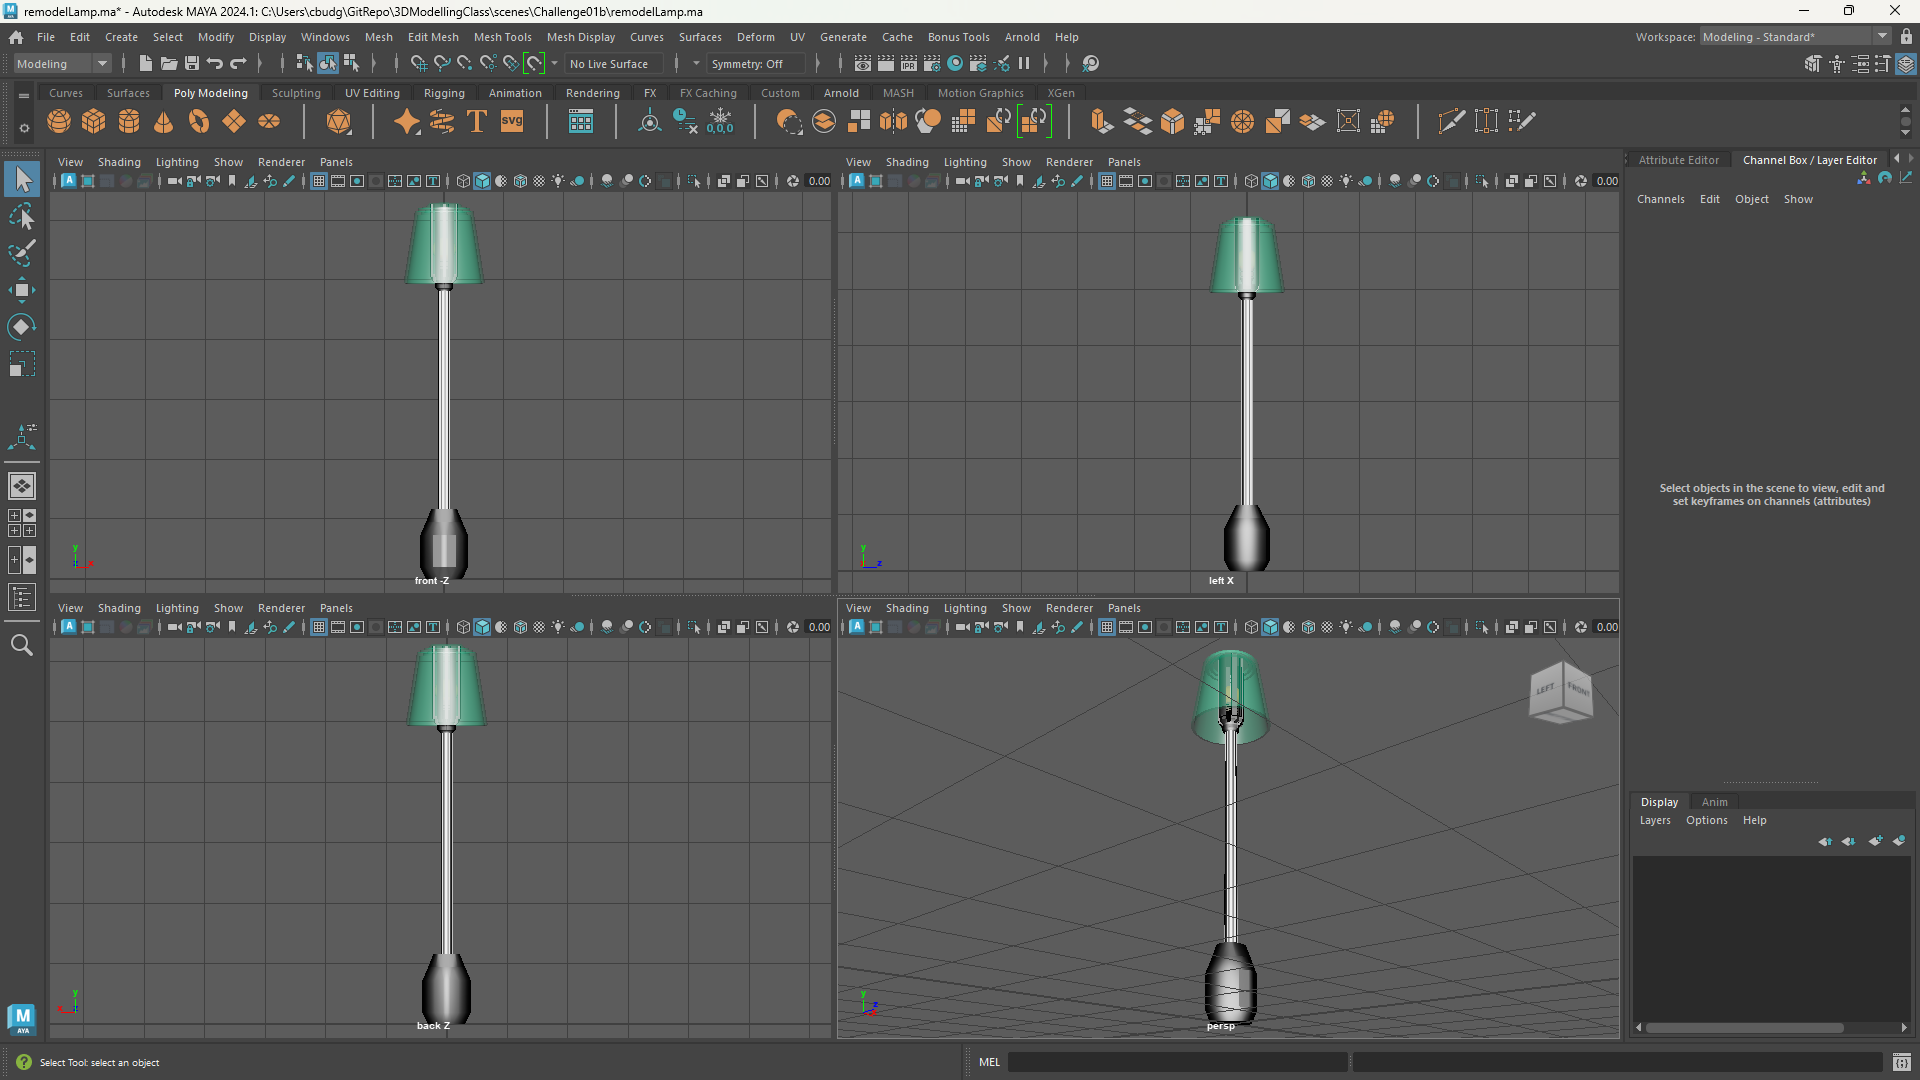 remodelLamp.ma* - Autodesk MAYA 2024.1: C:\Users\cbudg\GitRepo\3DModellingClass\scenes\Challenge01b\remodelLamp.ma
File Edit Create Select Modify Display Windows Mesh Edit Mesh Mesh Tools Mesh Display Curves Surfaces Deform UV Generate Cache Bonus Tools Arnold Help Workspace: Modeling - Standard*
Modeling No Live Surface Symmetry: Off IPR
Curves Surfaces Poly Modeling Sculpting UV Editing Rigging Animation Rendering FX FX Caching Custom Arnold MASH Motion Graphics XGen
T svg 0,0,0
View Shading Lighting Show Renderer Panels
0.00
front -Z
y
z x
View Shading Lighting Show Renderer Panels
0.00
left X
y
z
View Shading Lighting Show Renderer Panels
0.00
back Z
y
x z
View Shading Lighting Show Renderer Panels
0.00
LEFT FRONT
persp
y
z
Attribute Editor Channel Box / Layer Editor
Channels Edit Object Show
Select objects in the scene to view, edit and
set keyframes on channels (attributes)
Display Anim
Layers Options Help
M
AYA
Select Tool: select an object
MEL